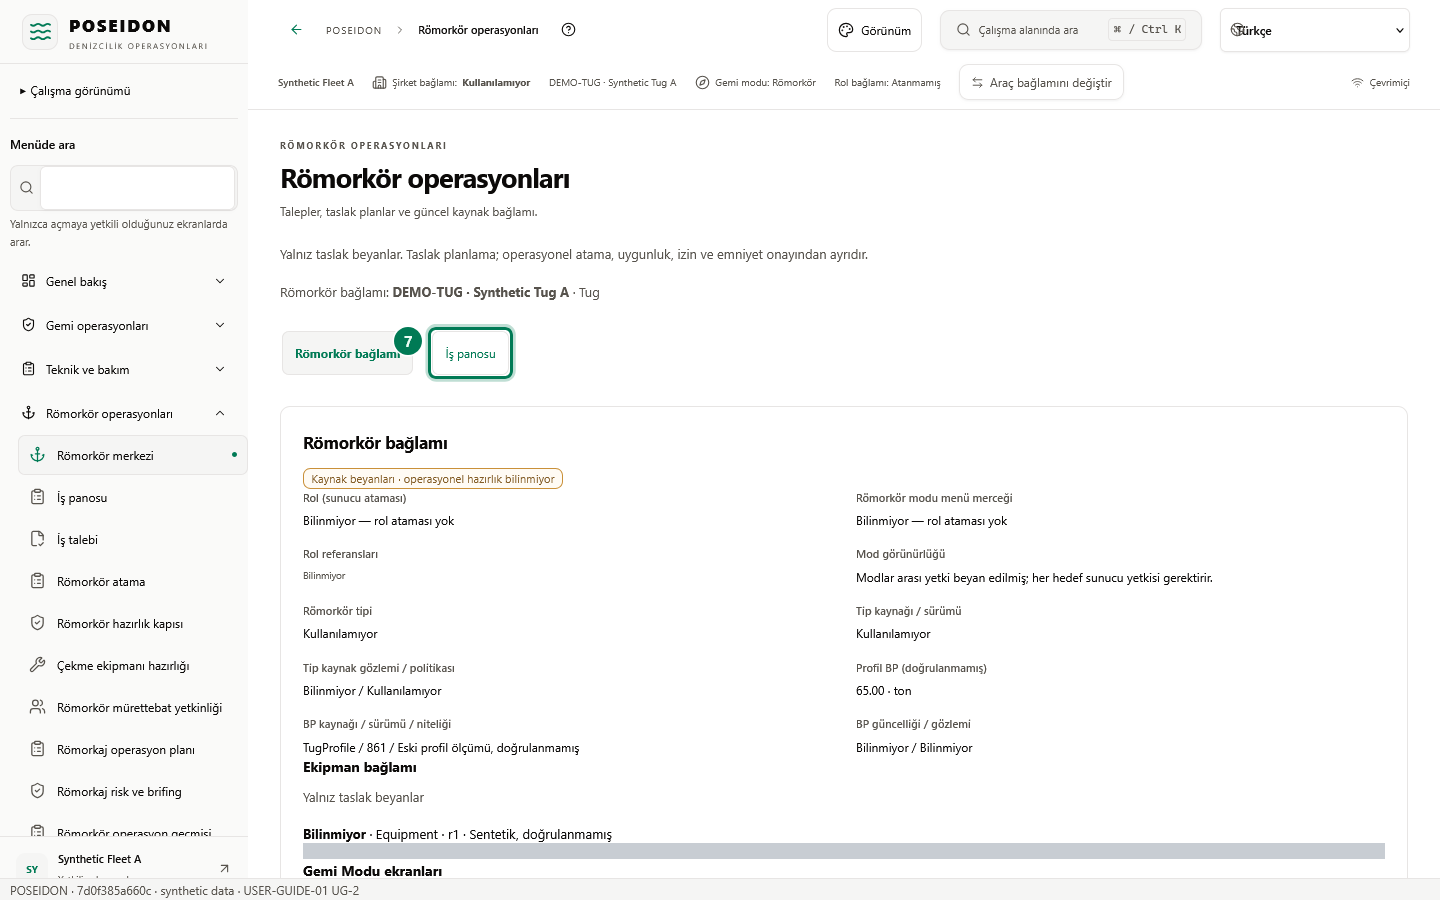 POSEIDON
DENİZCİLİK OPERASYONLARI
Çalışma görünümü
Menüde ara
Yalnızca açmaya yetkili olduğunuz ekranlarda
arar.
Genel bakış
Gemi operasyonları
Teknik ve bakım
Römorkör operasyonları
Römorkör merkezi
İş panosu
İş talebi
Römorkör atama
Römorkör hazırlık kapısı
Çekme ekipmanı hazırlığı
Römorkör mürettebat yetkinliği
Römorkaj operasyon planı
Römorkaj risk ve brifing
Römorkör operasyon geçmişi
SY
Synthetic Fleet A
POSEIDON
Römorkör operasyonları
Görünüm
Çalışma alanında ara
⌘ / Ctrl K
Türkçe
Synthetic Fleet A
Şirket bağlamı: Kullanılamıyor
DEMO-TUG · Synthetic Tug A
Gemi modu: Römorkör
Rol bağlamı: Atanmamış
Araç bağlamını değiştir
Çevrimiçi
RÖMORKÖR OPERASYONLARI
Römorkör operasyonları
Talepler, taslak planlar ve güncel kaynak bağlamı.
Yalnız taslak beyanlar. Taslak planlama; operasyonel atama, uygunluk, izin ve emniyet onayından ayrıdır.
Römorkör bağlamı: DEMO-TUG · Synthetic Tug A · Tug
Römorkör bağlamı
7
İş panosu
Römorkör bağlamı
Kaynak beyanları · operasyonel hazırlık bilinmiyor
Rol (sunucu ataması)
Bilinmiyor — rol ataması yok
Römorkör modu menü merceği
Bilinmiyor — rol ataması yok
Rol referansları
Bilinmiyor
Mod görünürlüğü
Modlar arası yetki beyan edilmiş; her hedef sunucu yetkisi gerektirir.
Römorkör tipi
Kullanılamıyor
Tip kaynağı / sürümü
Kullanılamıyor
Tip kaynak gözlemi / politikası
Bilinmiyor / Kullanılamıyor
Profil BP (doğrulanmamış)
65.00 · ton
BP kaynağı / sürümü / niteliği
TugProfile / 861 / Eski profil ölçümü, doğrulanmamış
BP güncelliği / gözlemi
Bilinmiyor / Bilinmiyor
Ekipman bağlamı
Yalnız taslak beyanlar
Bilinmiyor · Equipment · r1 · Sentetik, doğrulanmamış
Gemi Modu ekranları
POSEIDON · 7d0f385a660c · synthetic data · USER-GUIDE-01 UG-2